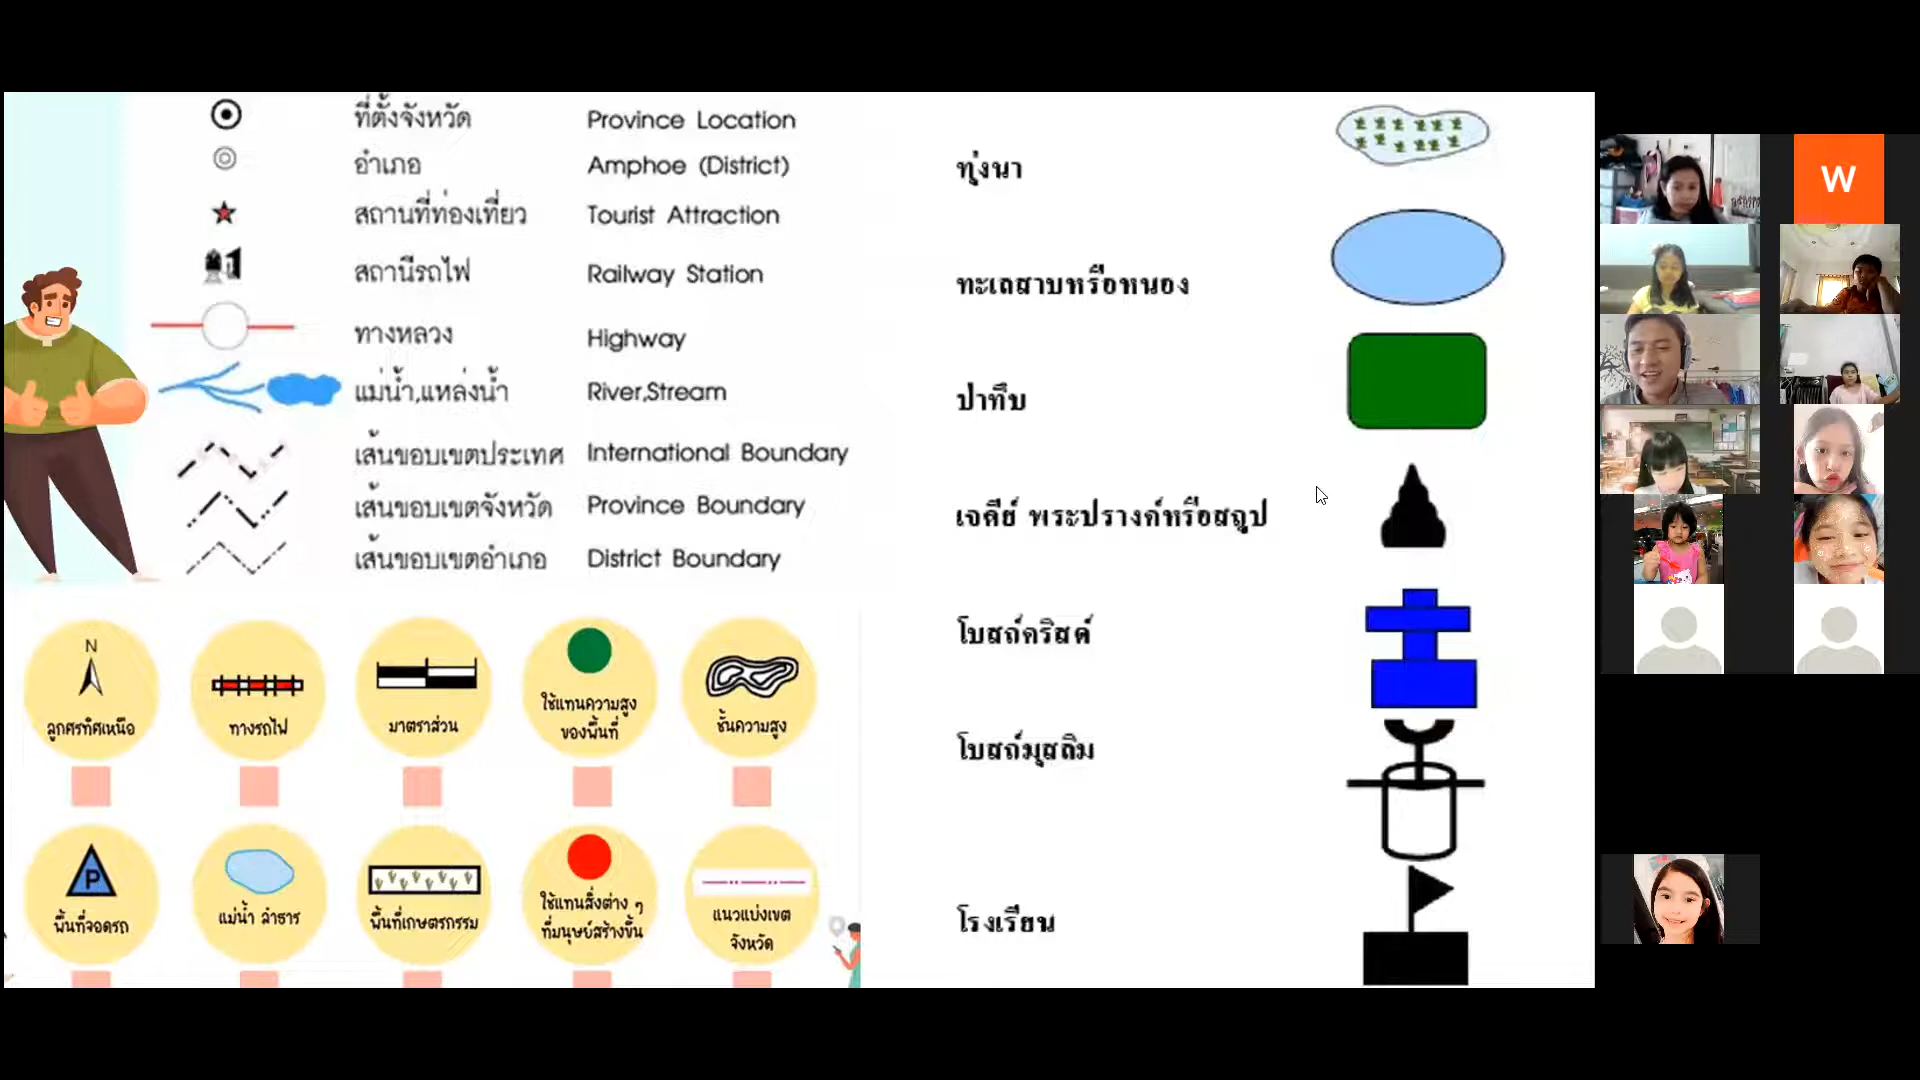 ที่ตั้งจังหวัด Province Location
อำเภอ Amphoe (District)
สถานที่ท่องเที่ยว Tourist Attraction
สถานีรถไฟ Railway Station
ทางหลวง Highway
แม่น้ำ,แหล่งน้ำ River,Stream
เส้นขอบเขตประเทศ International Boundary
เส้นขอบเขตจังหวัด Province Boundary
เส้นขอบเขตอำเภอ District Boundary
N
ลูกศรทิศเหนือ
ทางรถไฟ
มาตราส่วน
ใช้แทนความสูง
ของพื้นที่
ชั้นความสูง
P
พื้นที่จอดรถ
แม่น้ำ ลำธาร
พื้นที่เกษตรกรรม
ใช้แทนสิ่งต่าง ๆ
ที่มนุษย์สร้างขึ้น
แนวแบ่งเขต
จังหวัด
ทุ่งนา
ทะเลสาบหรือหนอง
ป่าทึบ
เจดีย์ พระปรางค์หรือสถูป
โบสถ์คริสต์
โบสถ์มุสลิม
โรงเรียน
W